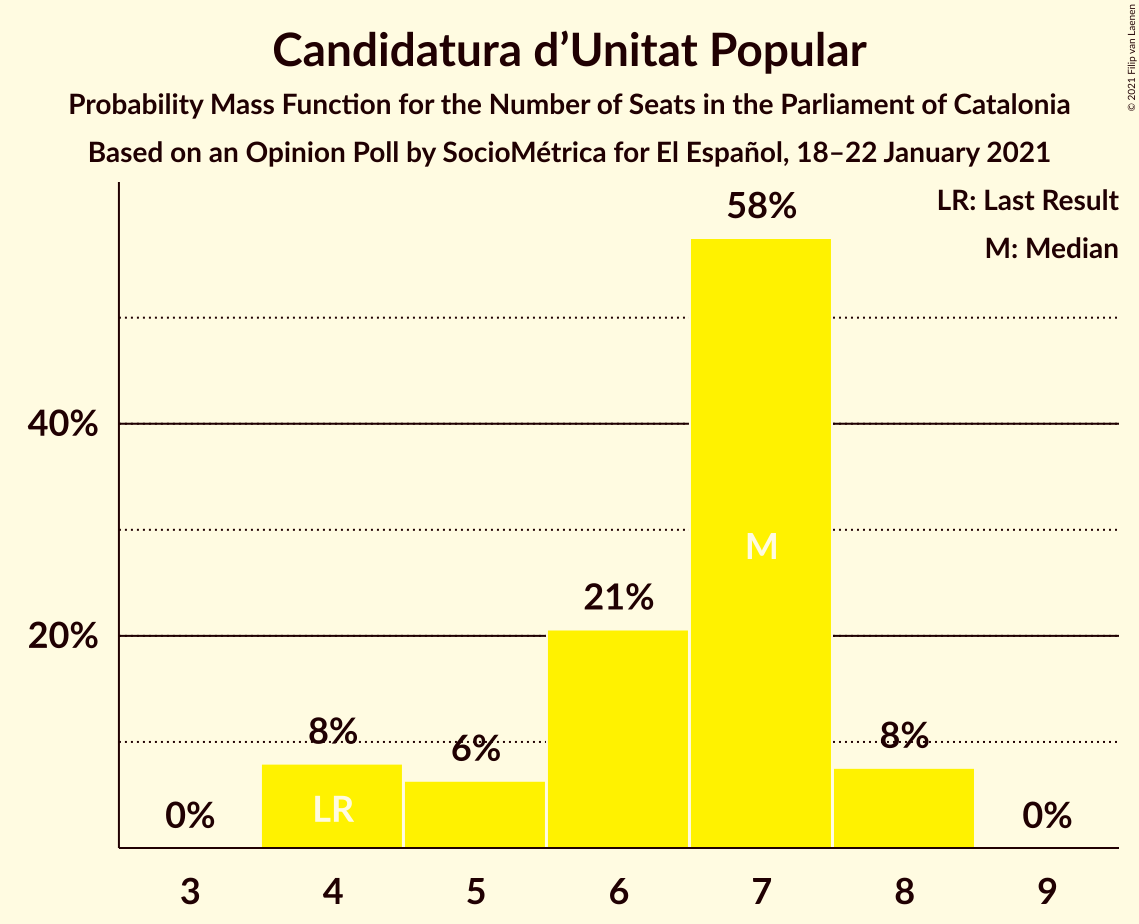 Candidatura d’Unitat Popular
Probability Mass Function for the Number of Seats in the Parliament of Catalonia
Based on an Opinion Poll by SocioMétrica for El Español, 18–22 January 2021
© 2021 Filip van Laenen
LR: Last Result
M: Median
58%
40%
M
21%
20%
8%
6%
8%
LR
0%
0%
3 4 5 6 7 8 9